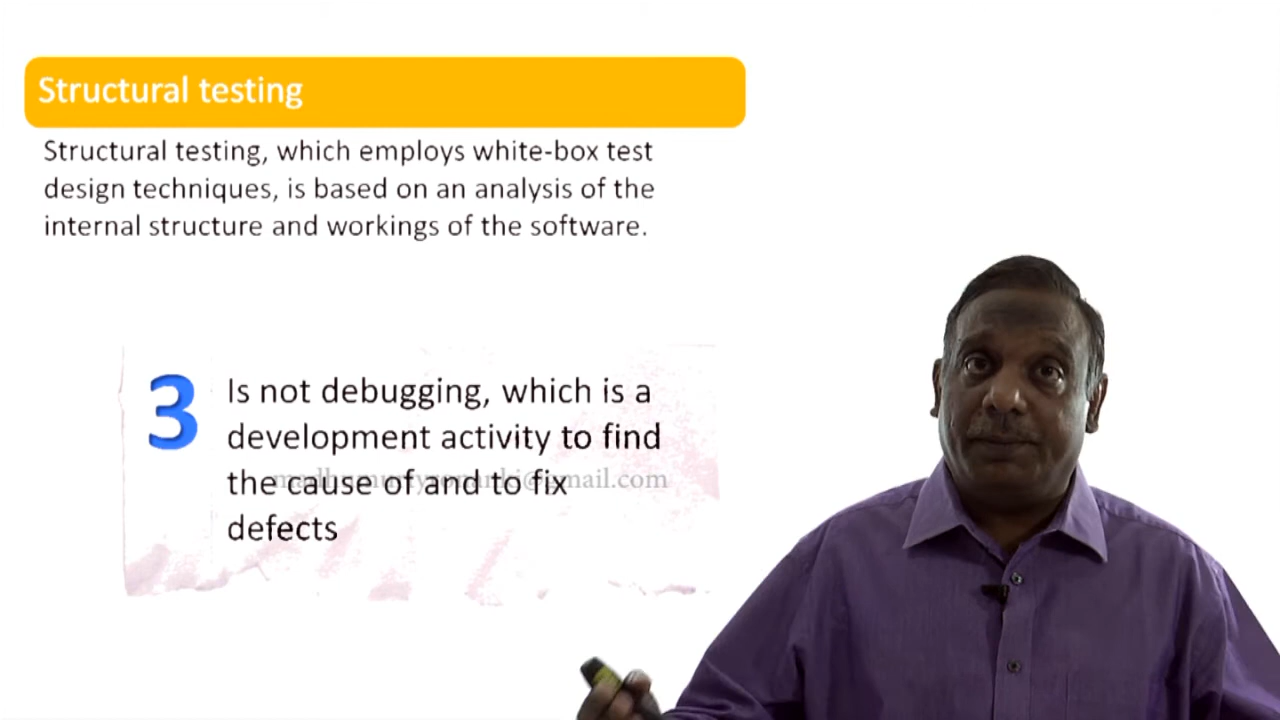 Structural testing
Structural testing, which employs white-box test
design techniques, is based on an analysis of the
internal structure and workings of the software.
3
Is not debugging, which is a
development activity to find
the cause of and to fix
defects